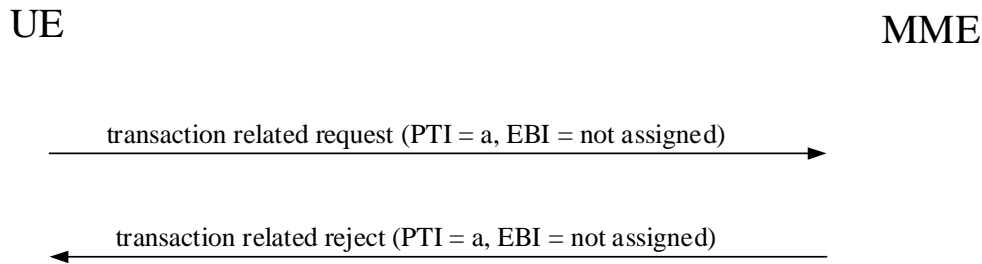 UE
MME
transaction related request (PTI = a, EBI = not assigned)
transaction related reject (PTI = a, EBI = not assigned)